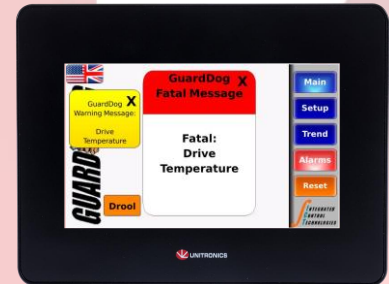 GuardDog
Fatal Message
X
GuardDog
Warning Message:
X
Drive
Temperature
Fatal:
Drive
Temperature
Drool
GUARD
Main
Setup
Trend
Alarms
Reset
INTEGRATED
CONTROL
TECHNOLOGIES
UNITRONICS